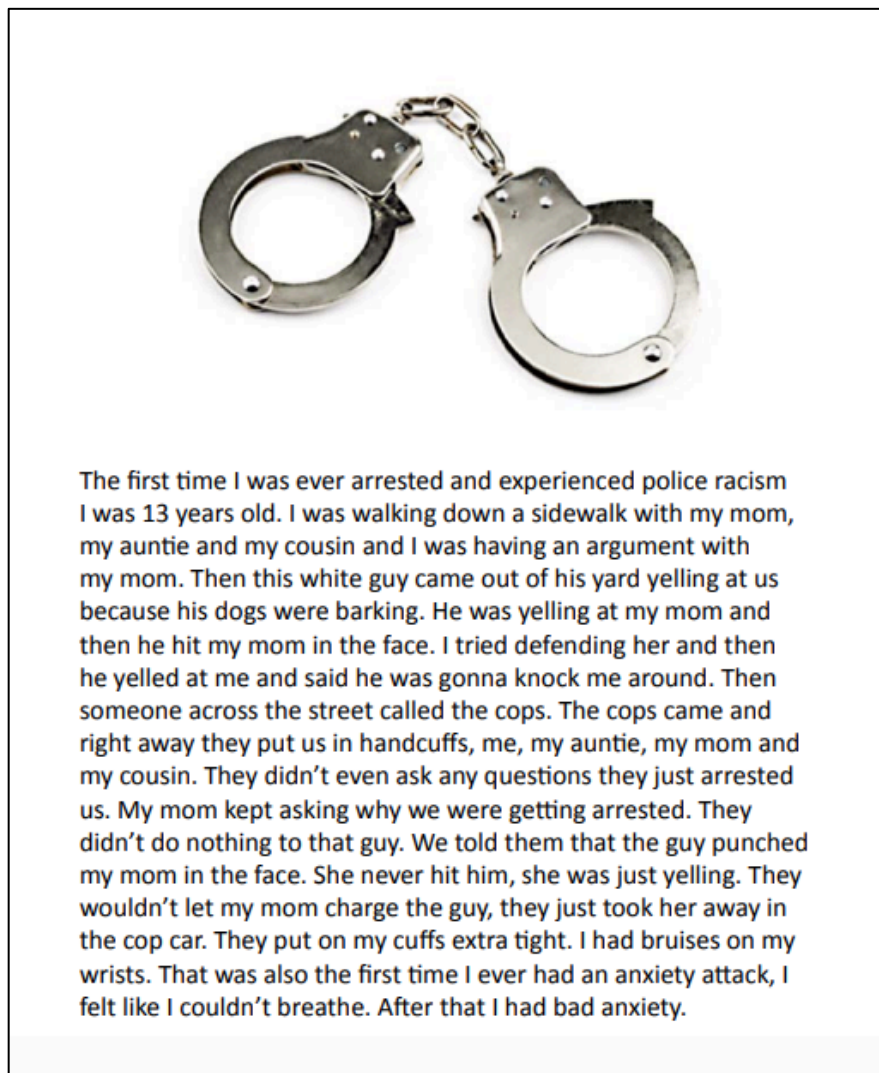 The first time I was ever arrested and experienced police racism
I was 13 years old. I was walking down a sidewalk with my mom,
my auntie and my cousin and I was having an argument with
my mom. Then this white guy came out of his yard yelling at us
because his dogs were barking. He was yelling at my mom and
then he hit my mom in the face. I tried defending her and then
he yelled at me and said he was gonna knock me around. Then
someone across the street called the cops. The cops came and
right away they put us in handcuffs, me, my auntie, my mom and
my cousin. They didn’t even ask any questions they just arrested
us. My mom kept asking why we were getting arrested. They
didn’t do nothing to that guy. We told them that the guy punched
my mom in the face. She never hit him, she was just yelling. They
wouldn’t let my mom charge the guy, they just took her away in
the cop car. They put on my cuffs extra tight. I had bruises on my
wrists. That was also the first time I ever had an anxiety attack, I
felt like I couldn’t breathe. After that I had bad anxiety.